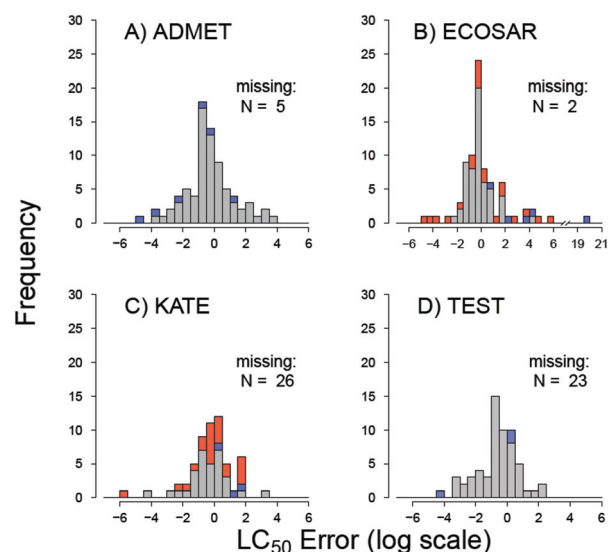 A) ADMET
B) ECOSAR
30
25
20
15
10
5
0
missing:
N = 5
−6 −4 −2 0 2 4 6
30
25
20
15
10
5
0
missing:
N = 2
−6 −4 −2 0 2 4 6 19 21
Frequency
C) KATE
D) TEST
30
25
20
15
10
5
0
missing:
N = 26
−6 −4 −2 0 2 4 6
30
25
20
15
10
5
0
missing:
N = 23
−6 −4 −2 0 2 4 6
LC50 Error (log scale)